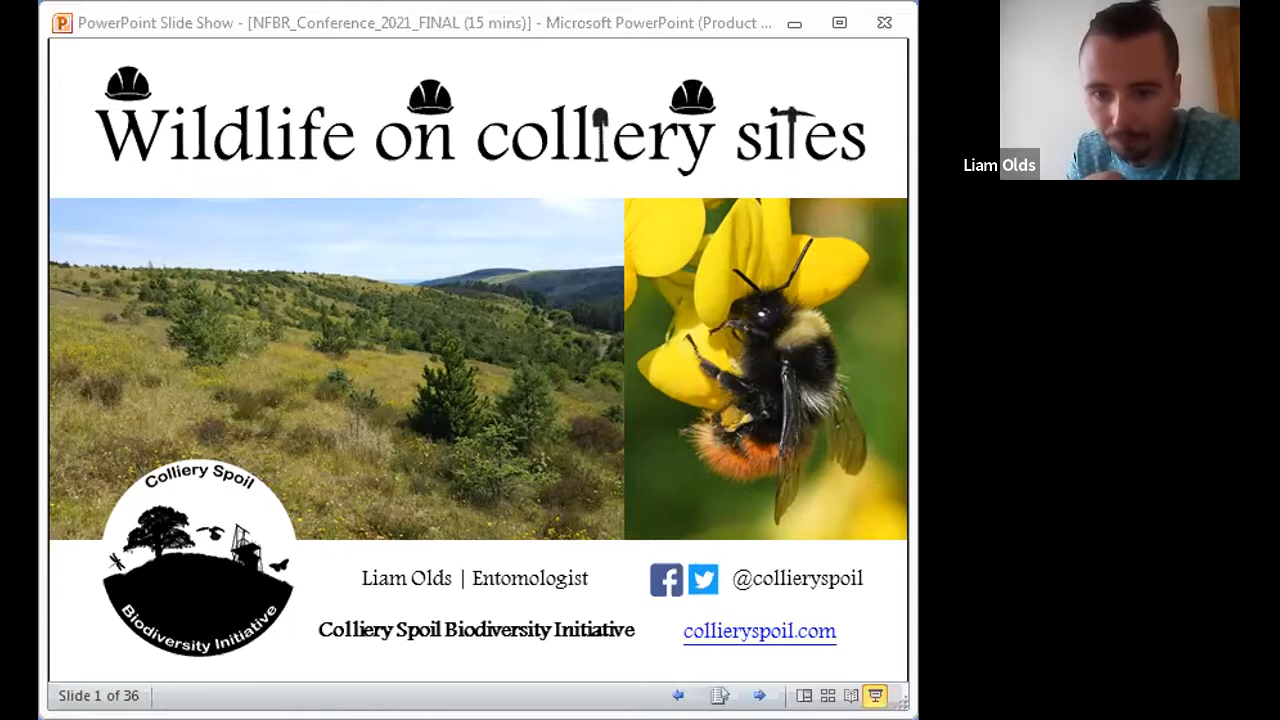 PowerPoint Slide Show - [NFBR_Conference_2021_FINAL (15 mins)] - Microsoft PowerPoint (Product ...
Wildlife on colliery sites
Liam Olds
Colliery Spoil
Biodiversity Initiative
Liam Olds | Entomologist
@collieryspoil
Colliery Spoil Biodiversity Initiative
collieryspoil.com
Slide 1 of 36